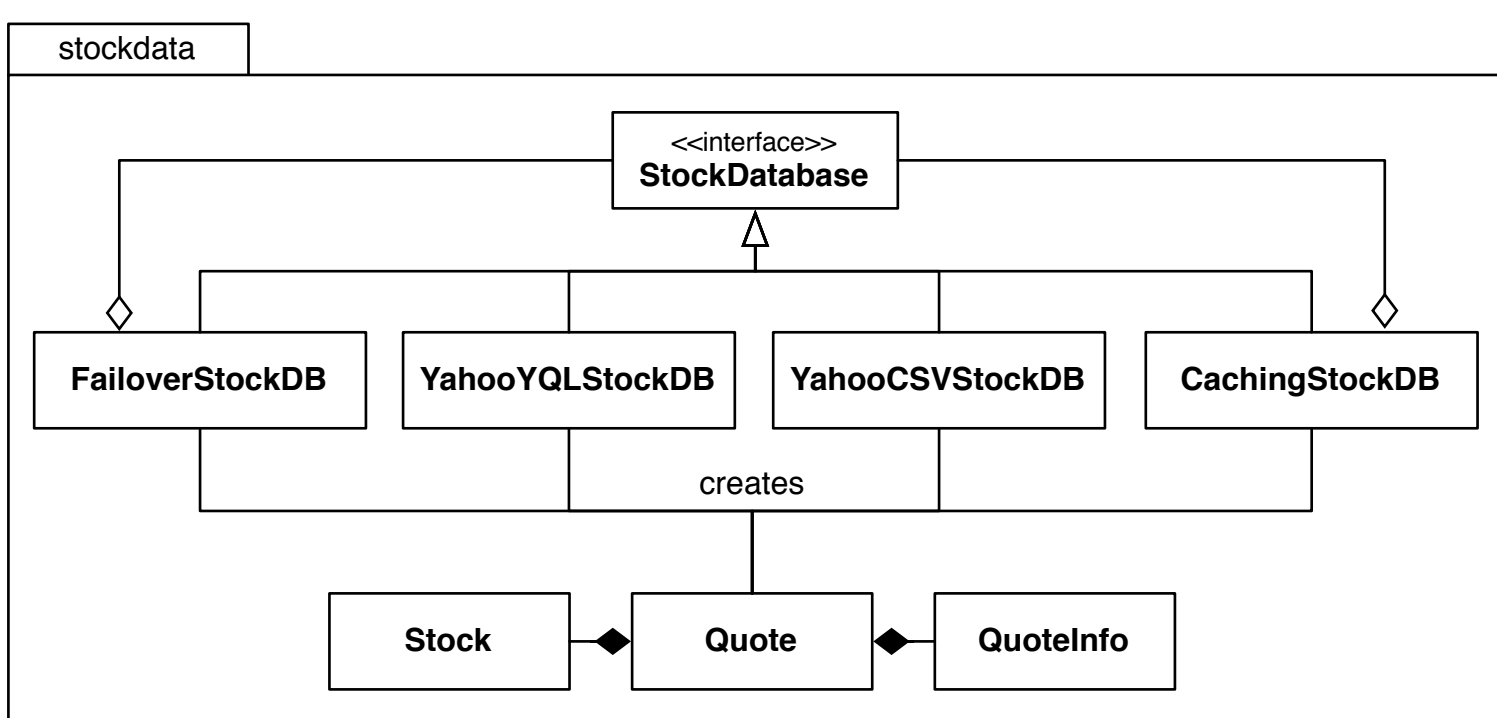 stockdata
<<interface>>
StockDatabase
FailoverStockDB
YahooYQLStockDB
YahooCSVStockDB
CachingStockDB
creates
Stock
Quote
QuoteInfo